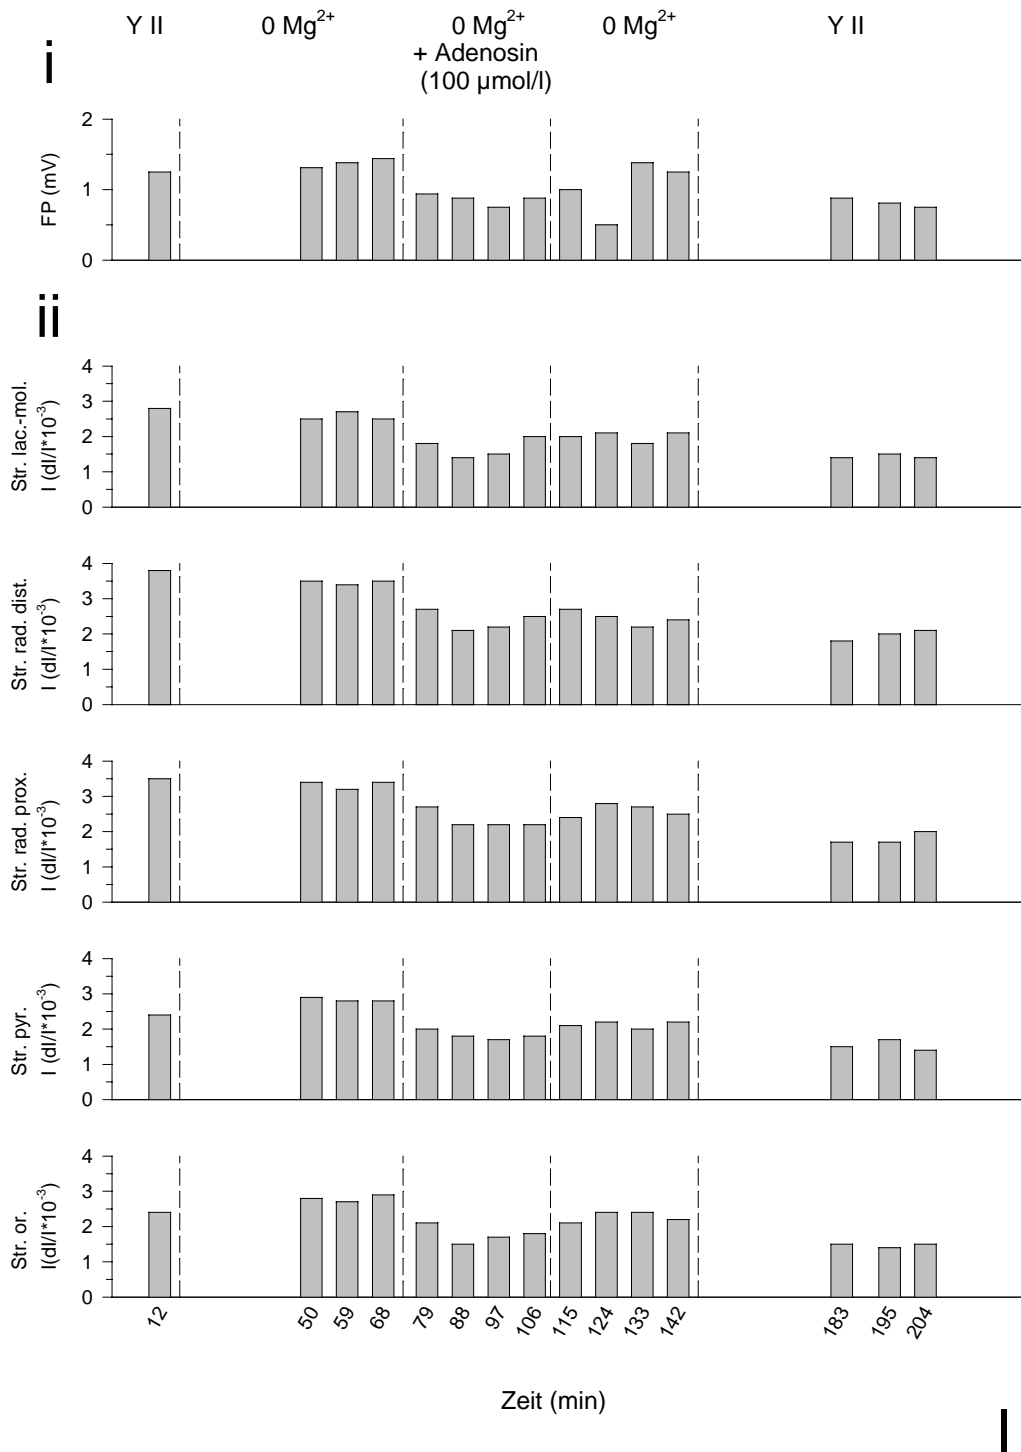 Y II 0 Mg²⁺ 0 Mg²⁺ 0 Mg²⁺ Y II
+ Adenosin
(100 µmol/l)
i
2
1
0
FP (mV)
ii
4
3
2
1
0
Str. lac.-mol.
I (dI/I*10⁻³)
4
3
2
1
0
Str. rad. dist.
I (dI/I*10⁻³)
4
3
2
1
0
Str. rad. prox.
I (dI/I*10⁻³)
4
3
2
1
0
Str. pyr.
I (dI/I*10⁻³)
4
3
2
1
0
Str. or.
I(dI/I*10⁻³)
12 50 59 68 79 88 97 106 115 124 133 142 183 195 204
Zeit (min)
I